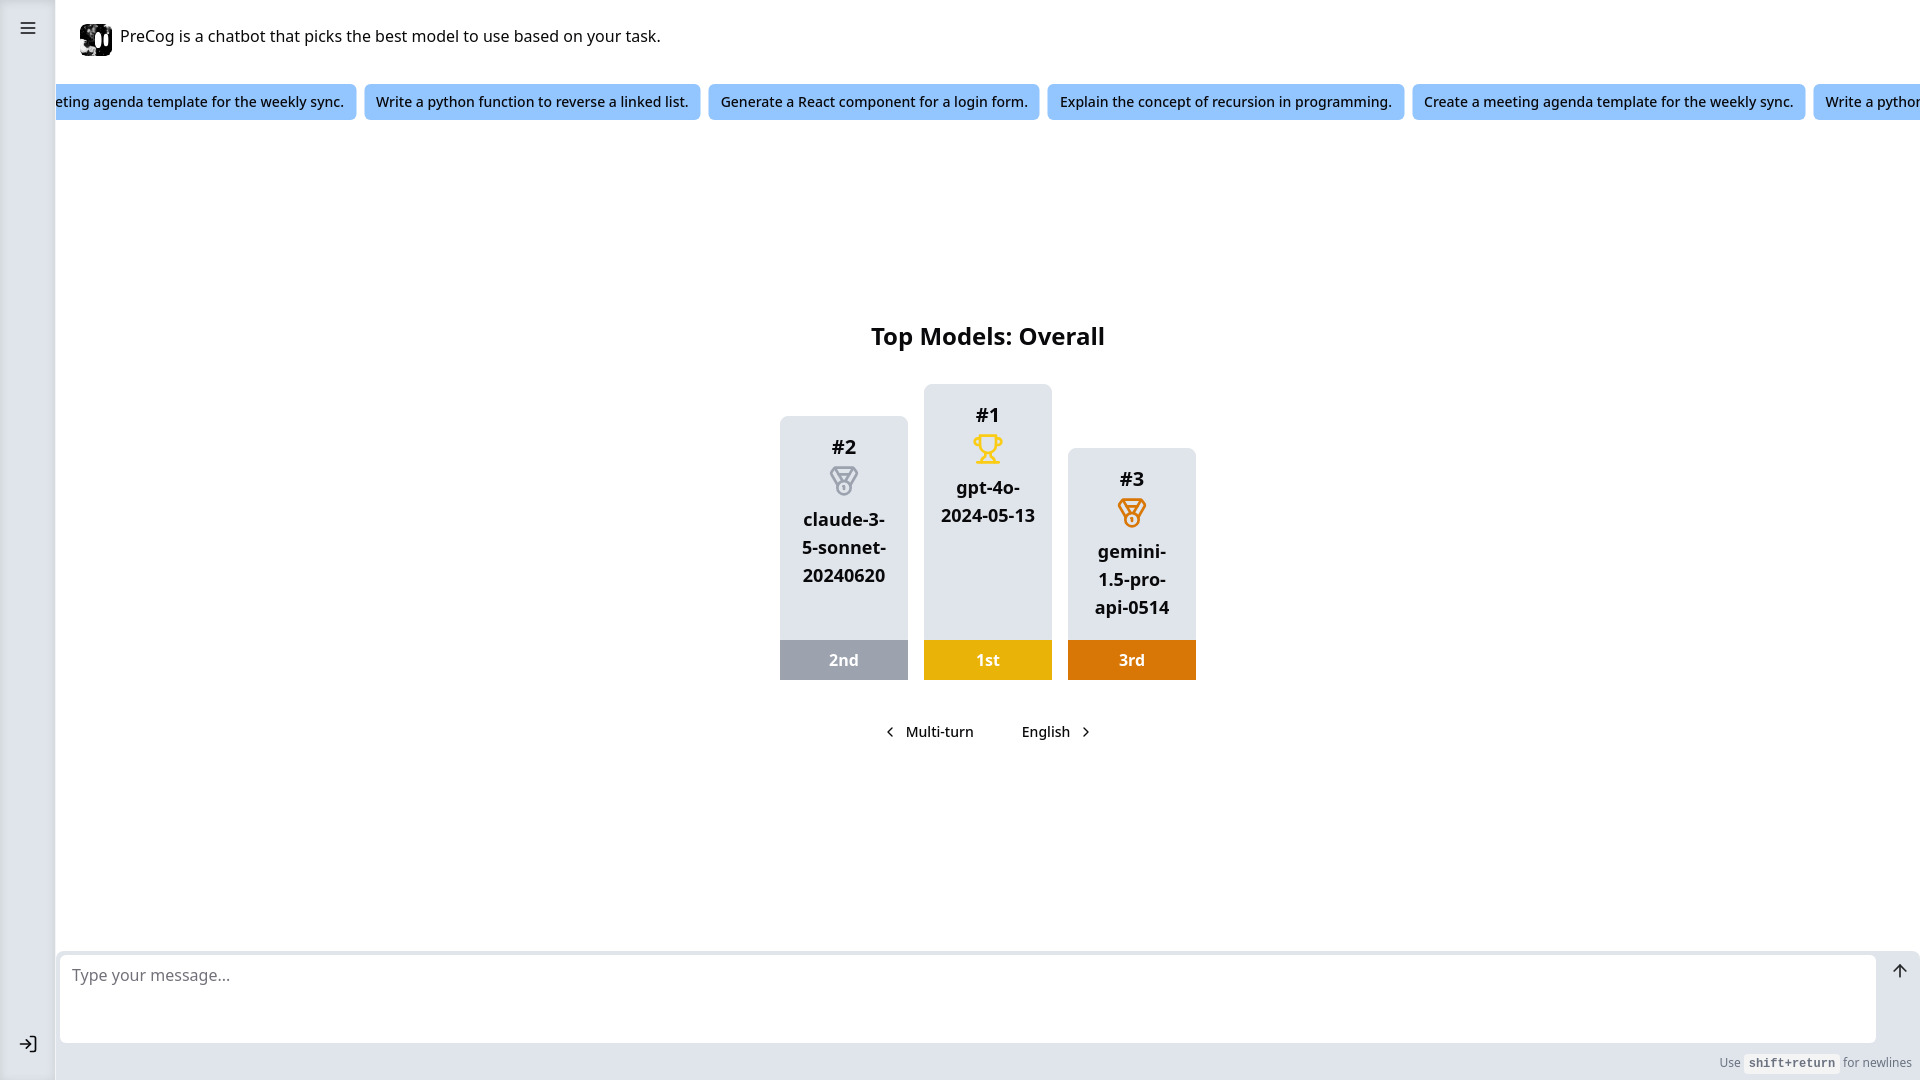 PreCog is a chatbot that picks the best model to use based on your task.
eting agenda template for the weekly sync.
Write a python function to reverse a linked list.
Generate a React component for a login form.
Explain the concept of recursion in programming.
Create a meeting agenda template for the weekly sync.
Write a python
Top Models: Overall
#2
claude-3-
5-sonnet-
20240620
2nd
#1
gpt-4o-
2024-05-13
1st
#3
gemini-
1.5-pro-
api-0514
3rd
Multi-turn
English
Type your message...
Use shift+return for newlines